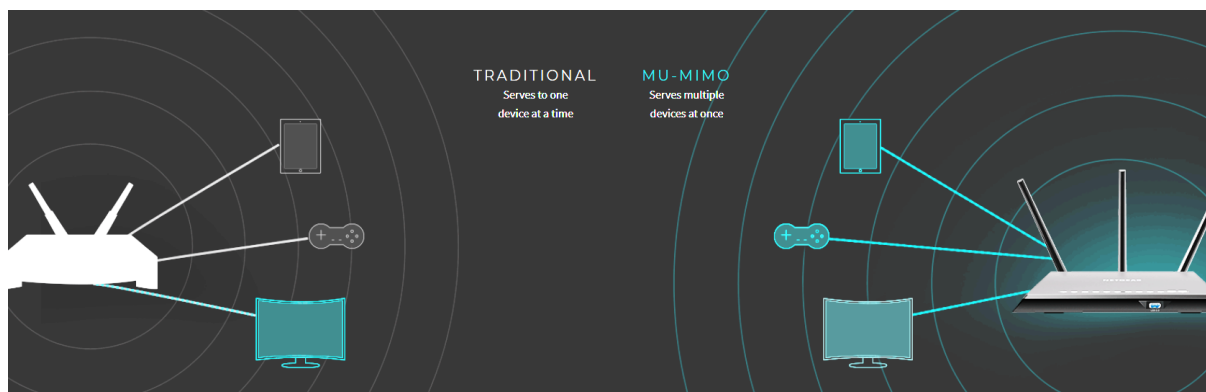 TRADITIONAL
Serves to one
device at a time
MU-MIMO
Serves multiple
devices at once